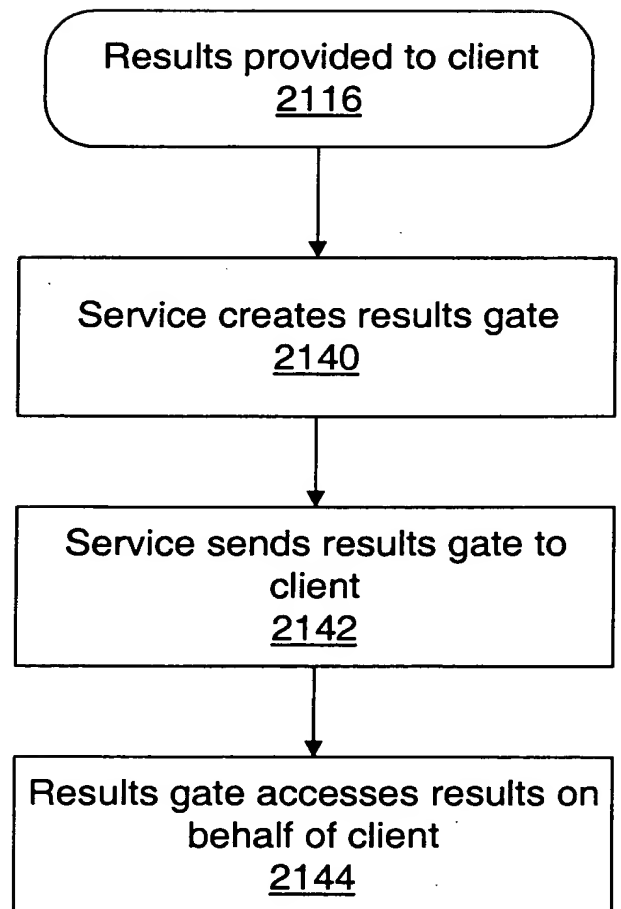 Results provided to client
2116
Service creates results gate
2140
Service sends results gate to
client
2142
Results gate accesses results on
behalf of client
2144